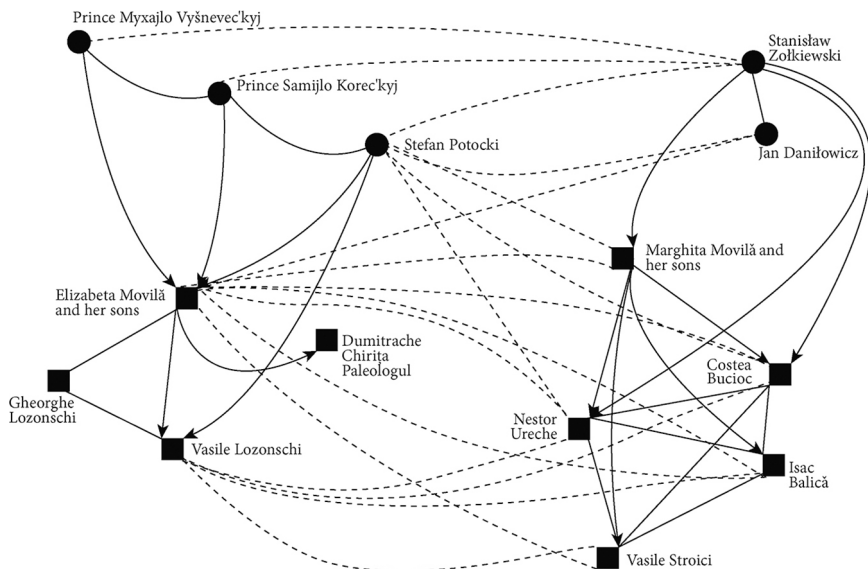 Prince Myxajlo Vyšnevec'kyj
Stanisław
Zołkiewski
Prince Samijlo Korec'kyj
Stefan Potocki
Jan Daniłowicz
Marghita Movilă and
her sons
Elizabeta Movilă
and her sons
Dumitrache
Chiriţa
Paleologul
Costea
Bucioc
Gheorghe
Lozonschi
Nestor
Ureche
Vasile Lozonschi
Isac
Balică
Vasile Stroici